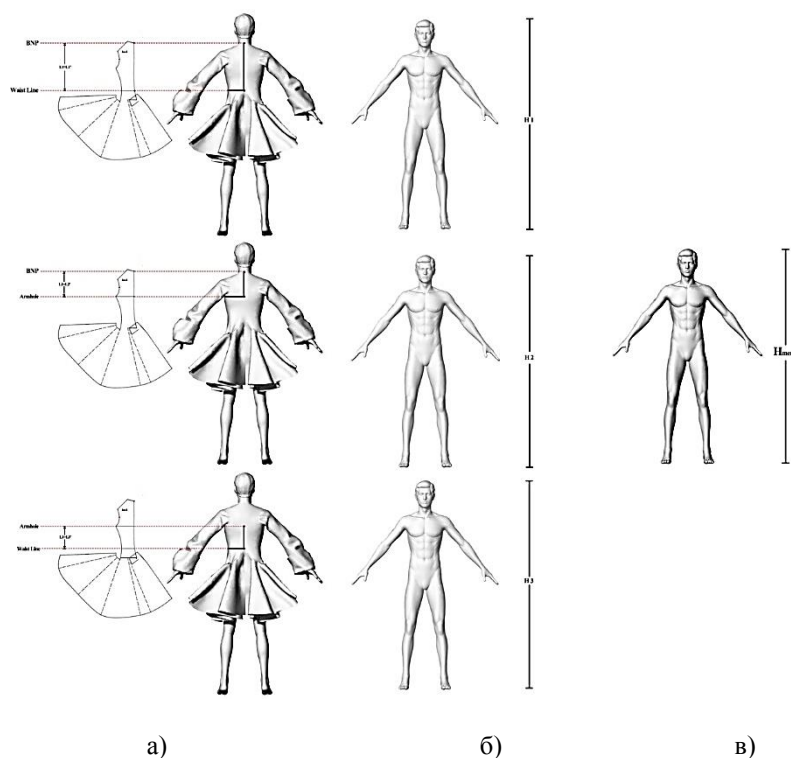 BNP
Waist Line
H1
BNP
Armhole
H2
Armhole
Waist Line
H3
а)
б)
в)